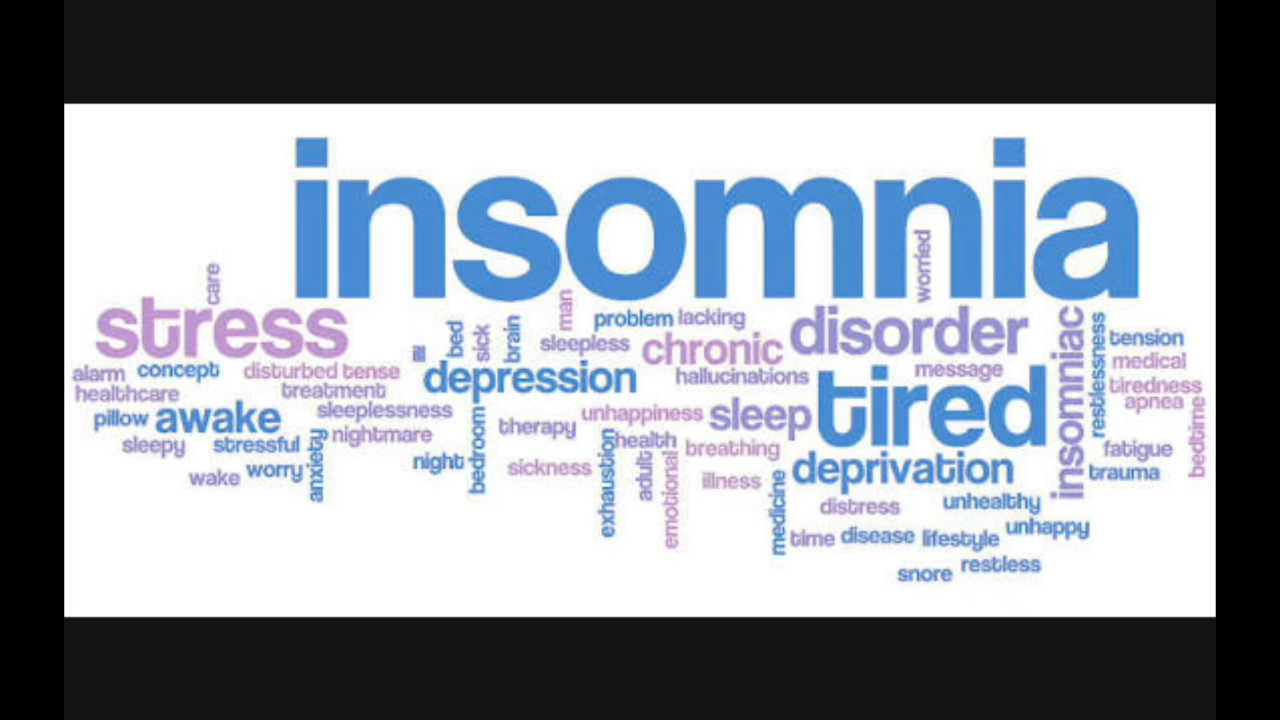 insomnia
worried
care
stress
man
problem lacking
disorder
insomniac
restlessness
tension
ill
bed
sick
brain
sleepless
chronic
message
medical
alarm concept disturbed tense
depression
hallucinations
tired
tiredness
healthcare
treatment
apnea
bedtime
pillow awake sleeplessness
therapy
unhappiness sleep
sleepy stressful
anxiety
nightmare
bedroom
exhaustion
health
adult
emotional
breathing
fatigue
wake worry
night
sickness
illness
medicine
deprivation
trauma
distress
unhealthy
time disease lifestyle unhappy
snore restless